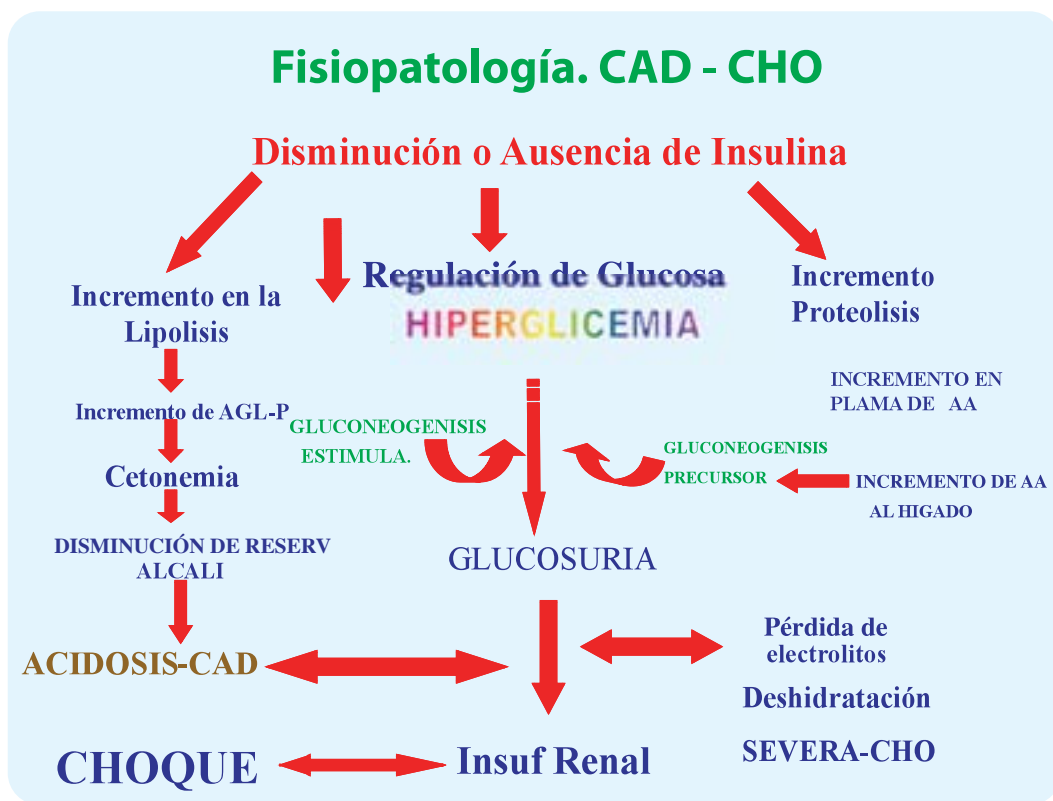 Fisiopatología. CAD - CHO
Disminución o Ausencia de Insulina
Incremento en la
Lipolisis
Regulación de Glucosa
HIPERGLICEMIA
Incremento
Proteolisis
INCREMENTO EN
PLAMA DE AA
Incremento de AGL-P
GLUCONEOGENISIS
ESTIMULA.
GLUCONEOGENISIS
PRECURSOR
INCREMENTO DE AA
AL HIGADO
Cetonemia
DISMINUCIÓN DE RESERV
ALCALI
GLUCOSURIA
ACIDOSIS-CAD
Pérdida de
electrolitos
Deshidratación
SEVERA-CHO
CHOQUE
Insuf Renal